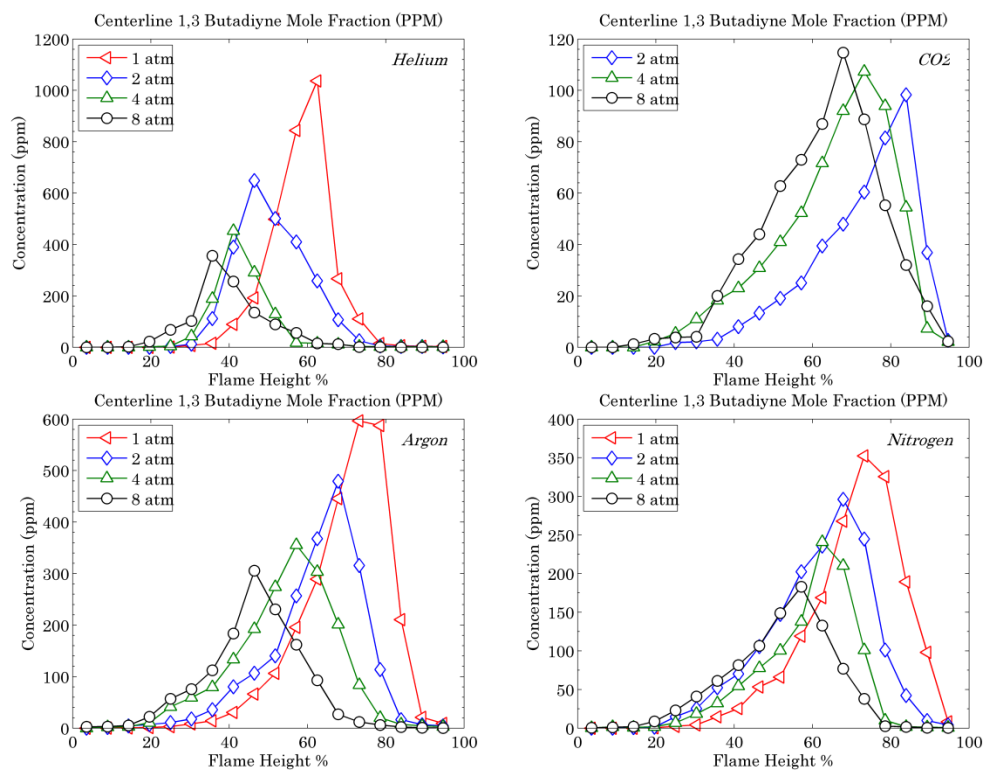 Centerline 1,3 Butadiyne Mole Fraction (PPM)
1200
1000
800
600
400
200
0
0
20
40
60
80
100
Concentration (ppm)
Flame Height %
1 atm
2 atm
4 atm
8 atm
Helium
Centerline 1,3 Butadiyne Mole Fraction (PPM)
120
100
80
60
40
20
0
0
20
40
60
80
100
Concentration (ppm)
Flame Height %
2 atm
4 atm
8 atm
CO2
Centerline 1,3 Butadiyne Mole Fraction (PPM)
600
500
400
300
200
100
0
0
20
40
60
80
100
Concentration (ppm)
Flame Height %
1 atm
2 atm
4 atm
8 atm
Argon
Centerline 1,3 Butadiyne Mole Fraction (PPM)
400
350
300
250
200
150
100
50
0
0
20
40
60
80
100
Concentration (ppm)
Flame Height %
1 atm
2 atm
4 atm
8 atm
Nitrogen